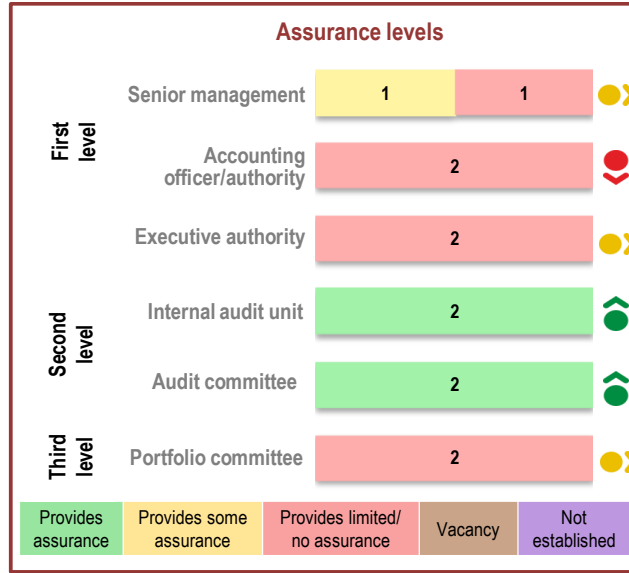 Assurance levels
First
level
Senior management
1
1
Accounting
officer/authority
2
Executive authority
2
Second
level
Internal audit unit
2
Audit committee
2
Third
level
Portfolio committee
2
Provides
assurance
Provides some
assurance
Provides limited/
no assurance
Vacancy
Not
established